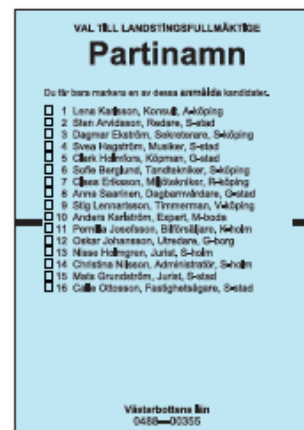 VAL TILL LANDSTINGSFULLMÄKTIGE
Partinamn
Du får bara markera en av dessa anmälda kandidater.
1 Lena Karlsson, Konsult, A-köping
2 Sten Arvidsson, Redare, S-stad
3 Dagmar Ekström, Sekreterare, S-köping
4 Svea Hagström, Musiker, S-stad
5 Clark Holmfors, Köpman, G-stad
6 Sofie Berglund, Tandtekniker, S-köping
7 Claes Eriksson, Miljötekniker, R-köping
8 Anna Saarinen, Dagbarnvårdare, G-stad
9 Stig Lennartsson, Timmerman, V-köping
10 Anders Karlström, Expert, M-boda
11 Pernilla Josefsson, Bilförsäljare, K-holm
12 Oskar Johansson, Utredare, G-borg
13 Nisse Holmgren, Jurist, S-holm
14 Christina Nilsson, Administratör, S-holm
15 Mats Grundström, Jurist, S-stad
16 Calle Ottosson, Fastighetsägare, S-stad
Västerbottens län
0488—00355